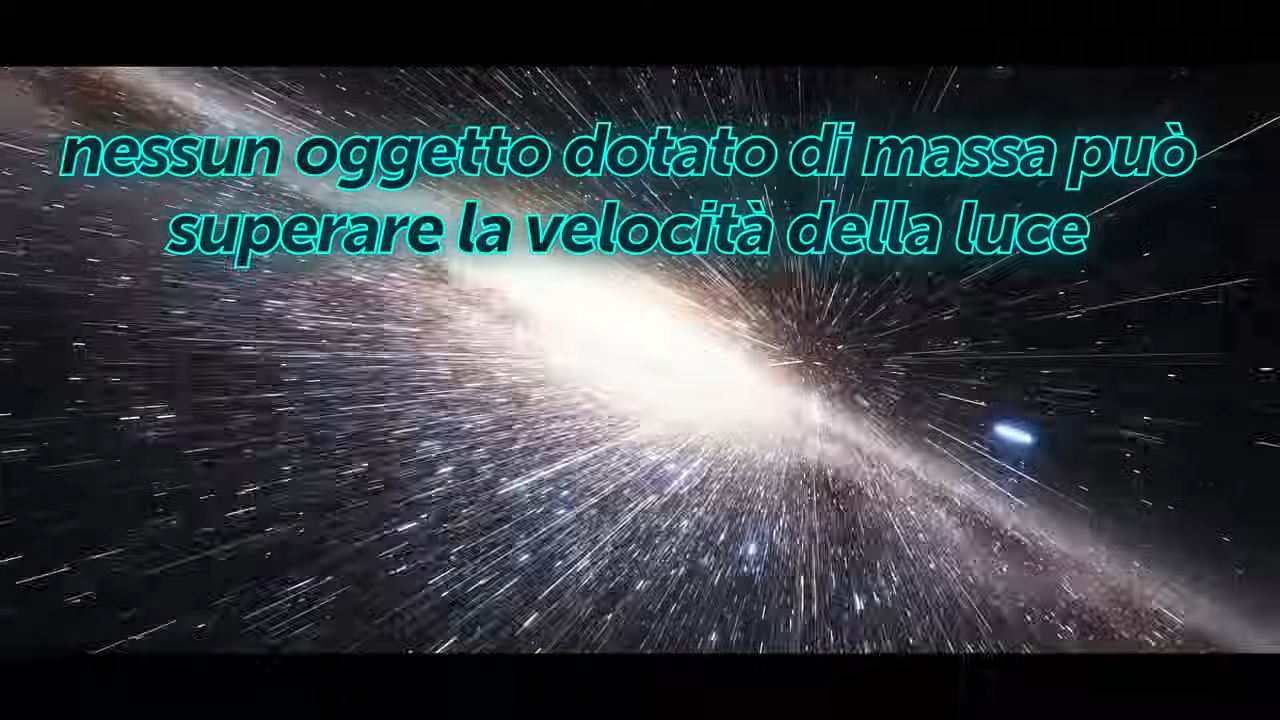 nessun oggetto dotato di massa può
superare la velocità della luce